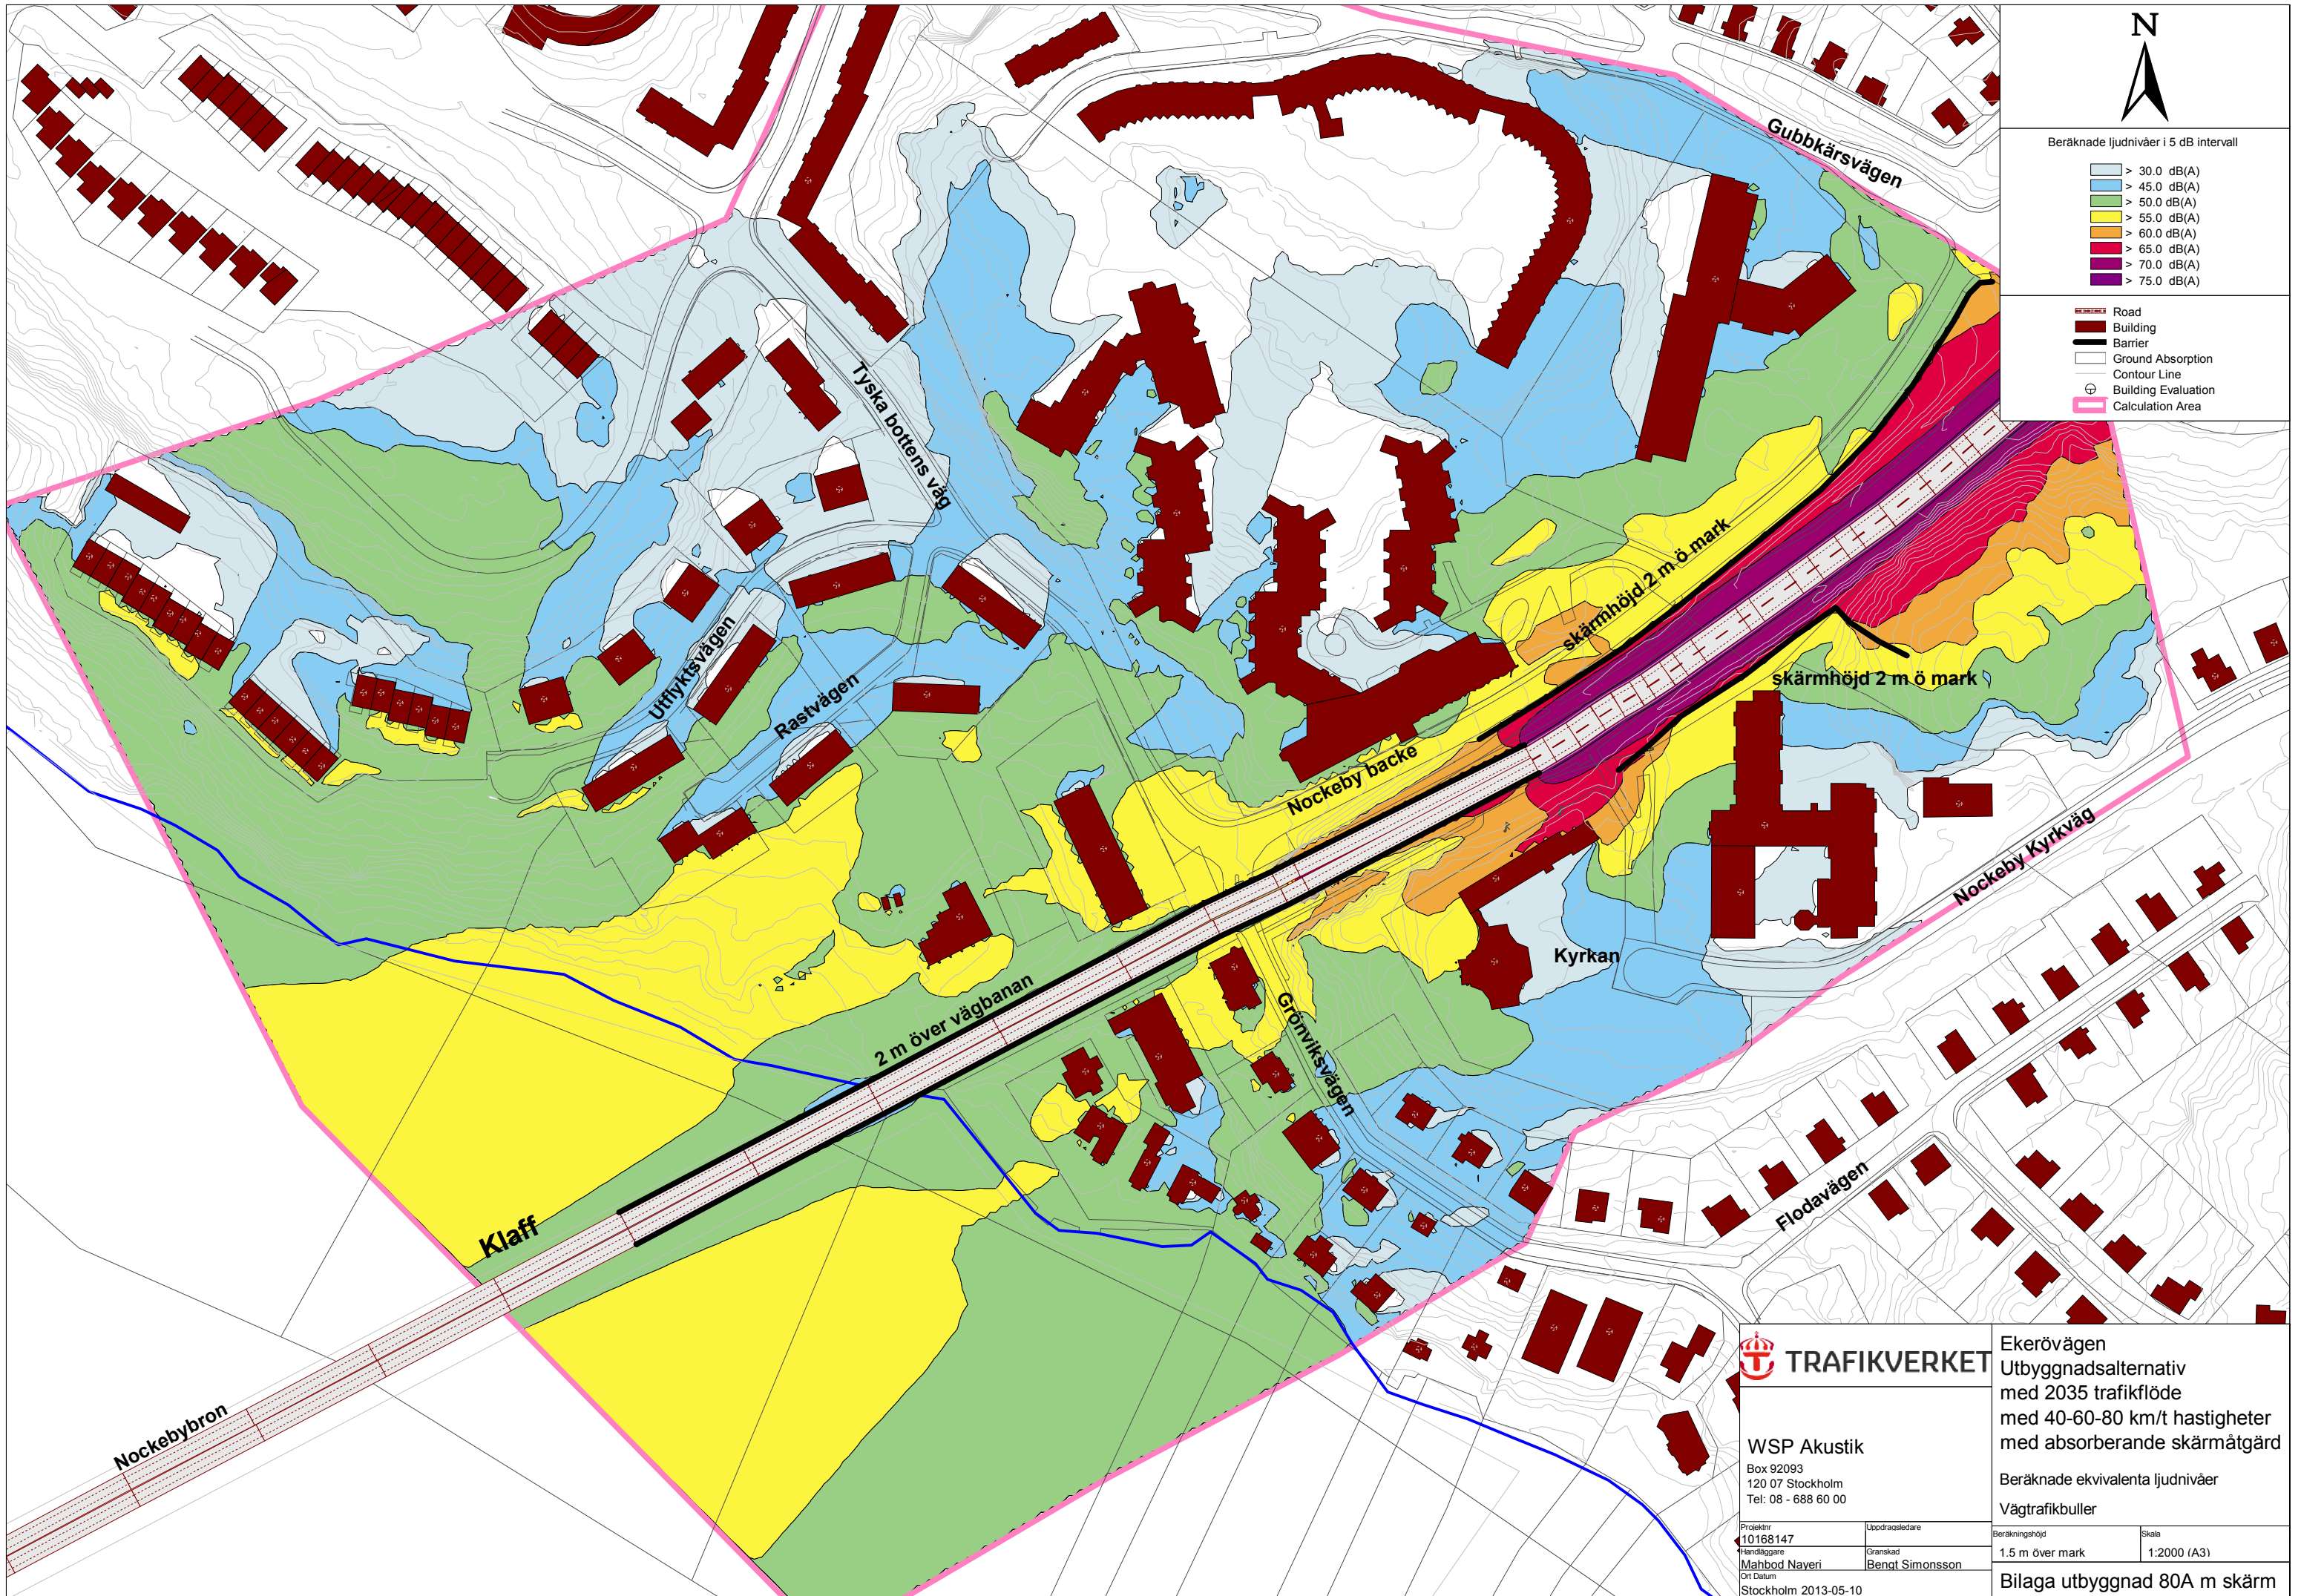 N
Beräknade ljudnivåer i 5 dB intervall
> 30.0 dB(A)
> 45.0 dB(A)
> 50.0 dB(A)
> 55.0 dB(A)
> 60.0 dB(A)
> 65.0 dB(A)
> 70.0 dB(A)
> 75.0 dB(A)
Road
Building
Barrier
Ground Absorption
Contour Line
Building Evaluation
Calculation Area
Gubbkärsvägen
Tyska bottens väg
skärmhöjd 2 m ö mark
skärmhöjd 2 m ö mark
Utflyktsvägen
Rastvägen
Nockeby backe
Nockeby Kyrkväg
Kyrkan
2 m över vägbanan
Grönviksvägen
Flodavägen
Klaff
Nockebybron
TRAFIKVERKET
WSP Akustik
Box 92093
120 07 Stockholm
Tel: 08 - 688 60 00
Projektnr
10168147
Uppdragsledare
Handläggare
Mahbod Nayeri
Granskad
Bengt Simonsson
Ort Datum
Stockholm 2013-05-10
Ekerövägen
Utbyggnadsalternativ
med 2035 trafikflöde
med 40-60-80 km/t hastigheter
med absorberande skärmåtgärd
Beräknade ekvivalenta ljudnivåer
Vägtrafikbuller
Beräkningshöjd
1.5 m över mark
Skala
1:2000 (A3)
Bilaga utbyggnad 80A m skärm